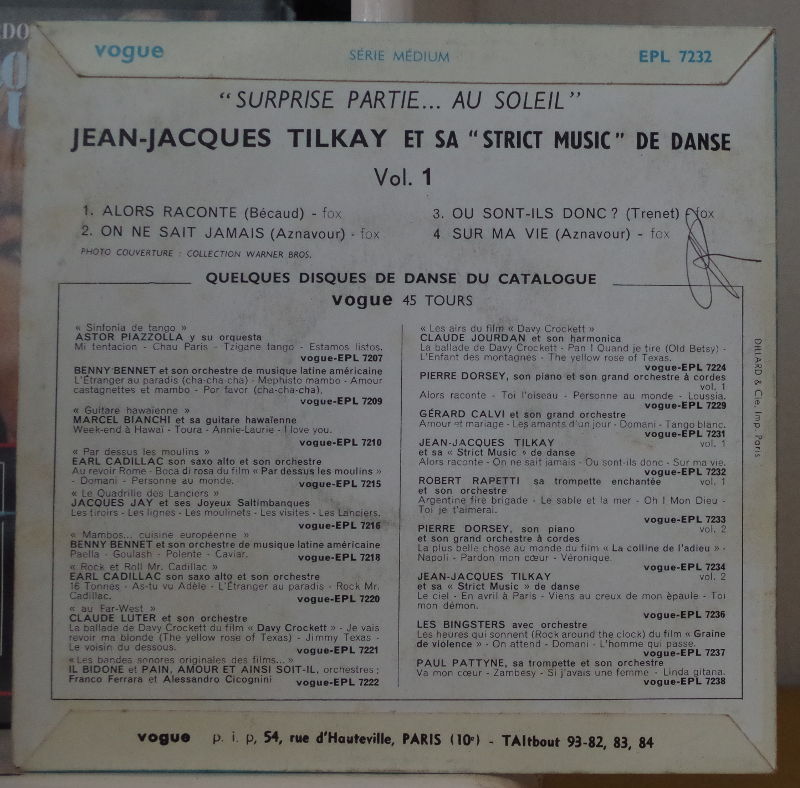 vogue SÉRIE MÉDIUM EPL 7232
"SURPRISE PARTIE... AU SOLEIL"
JEAN-JACQUES TILKAY ET SA "STRICT MUSIC" DE DANSE
Vol. 1
1. ALORS RACONTE (Bécaud) - fox
2. ON NE SAIT JAMAIS (Aznavour) - fox
3. OU SONT-ILS DONC ? (Trenet) - fox
4 SUR MA VIE (Aznavour) - fox
PHOTO COUVERTURE : COLLECTION WARNER BROS.
QUELQUES DISQUES DE DANSE DU CATALOGUE
vogue 45 TOURS
« Sinfonia de tango »
ASTOR PIAZZOLLA y su orquesta
Mi tentacion - Chau Paris - Tzigane tango - Estamos listos.
vogue-EPL 7207
BENNY BENNET et son orchestre de musique latine américaine
L'Étranger au paradis (cha-cha-cha) - Mephisto mambo - Amour
castagnettes et mambo - Por favor (cha-cha-cha).
vogue-EPL 7209
« Guitare hawaïenne »
MARCEL BIANCHI et sa guitare hawaïenne
Week-end à Hawaï - Toura - Annie-Laurie - I love you.
vogue-EPL 7210
« Par dessus les moulins »
EARL CADILLAC son saxo alto et son orchestre
Au revoir Rome - Boca di rosa du film « Par dessus les moulins »
- Domani - Personne au monde. vogue-EPL 7215
« Le Quadrille des Lanciers »
JACQUES JAY et ses Joyeux Saltimbanques
Les tiroirs - Les lignes - Les moulinets - Les visites - Les Lanciers.
vogue-EPL 7216
« Mambos... cuisine européenne »
BENNY BENNET et son orchestre de musique latine américaine
Paella - Goulash - Polente - Caviar. vogue-EPL 7218
« Rock et Roll Mr. Cadillac »
EARL CADILLAC son saxo alto et son orchestre
16 Tonnes - As-tu vu Adèle - L'Étranger au paradis - Rock Mr.
Cadillac. vogue-EPL 7220
« au Far-West »
CLAUDE LUTER et son orchestre
La ballade de Davy Crockett du film « Davy Crockett » - Je vais
revoir ma blonde (The yellow rose of Texas) - Jimmy Texas -
Le voisin du dessous. vogue-EPL 7221
« Les bandes sonores originales des films... »
IL BIDONE et PAIN, AMOUR ET AINSI SOIT-IL, orchestres ;
Franco Ferrara et Alessandro Cicognini vogue-EPL 7222
« Les airs du film « Davy Crockett »
CLAUDE JOURDAN et son harmonica
La ballade de Davy Crockett - Pan ! Quand je tire (Old Betsy) -
L'Enfant des montagnes - The yellow rose of Texas.
vogue-EPL 7224
PIERRE DORSEY, son piano et son grand orchestre à cordes
vol. 1
Alors raconte - Toi l'oiseau - Personne au monde - Loussia.
vogue-EPL 7229
GÉRARD CALVI et son grand orchestre
Amour et mariage - Les amants d'un jour - Domani - Tango blanc.
vogue-EPL 7231
JEAN-JACQUES TILKAY vol. 1
et sa « Strict Music » de danse
Alors raconte - On ne sait jamais - Ou sont-ils donc - Sur ma vie.
vogue-EPL 7232
ROBERT RAPETTI sa trompette enchantée vol. 1
et son orchestre
Argentine fire brigade - Le sable et la mer - Oh ! Mon Dieu -
Toi je t'aimerai.
vogue-EPL 7233
PIERRE DORSEY, son piano vol. 2
et son grand orchestre à cordes
La plus belle chose au monde du film « La colline de l'adieu » -
Napoli - Pardon mon cœur - Véronique.
vogue-EPL 7234
JEAN-JACQUES TILKAY vol. 2
et sa « Strict Music » de danse
Le ciel - En avril à Paris - Viens au creux de mon épaule - Toi
mon démon.
vogue-EPL 7236
LES BINGSTERS avec orchestre
Les heures qui sonnent (Rock around the clock) du film « Graine
de violence » - On attend - Domani - L'homme qui passe.
vogue-EPL 7237
PAUL PATTYNE, sa trompette et son orchestre
Va mon cœur - Zambesy - Si j'avais une femme - Linda gitana.
vogue-EPL 7238
DILLARD & Cie. Imp. Paris
vogue p. i. p, 54, rue d'Hauteville, PARIS (10e) - TAItbout 93-82, 83, 84